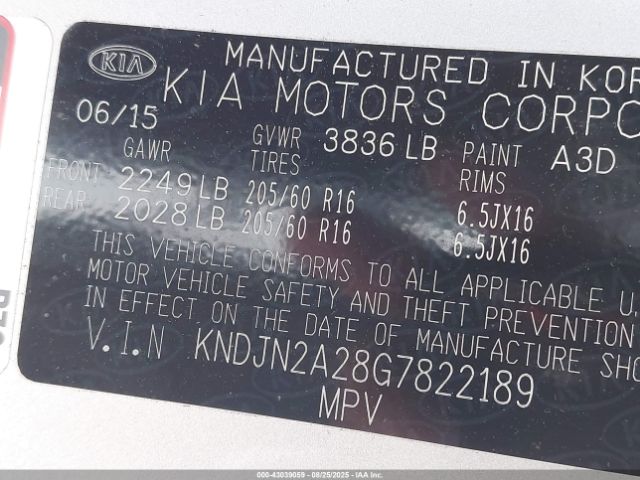 KIA
MANUFACTURED IN KOR
KIA MOTORS CORPO
06/15
GAWR
GVWR 3836 LB PAINT A3D
TIRES RIMS
FRONT 2249 LB 205/60 R16 6.5JX16
REAR 2028 LB 205/60 R16 6.5JX16
THIS VEHICLE CONFORMS TO ALL APPLICABLE U.
MOTOR VEHICLE SAFETY AND THEFT PREVENTION
IN EFFECT ON THE DATE OF MANUFACTURE SHO
V.I.N KNDJN2A28G7822189
MPV
000-43039059 - 08/25/2025 - IAAI.com